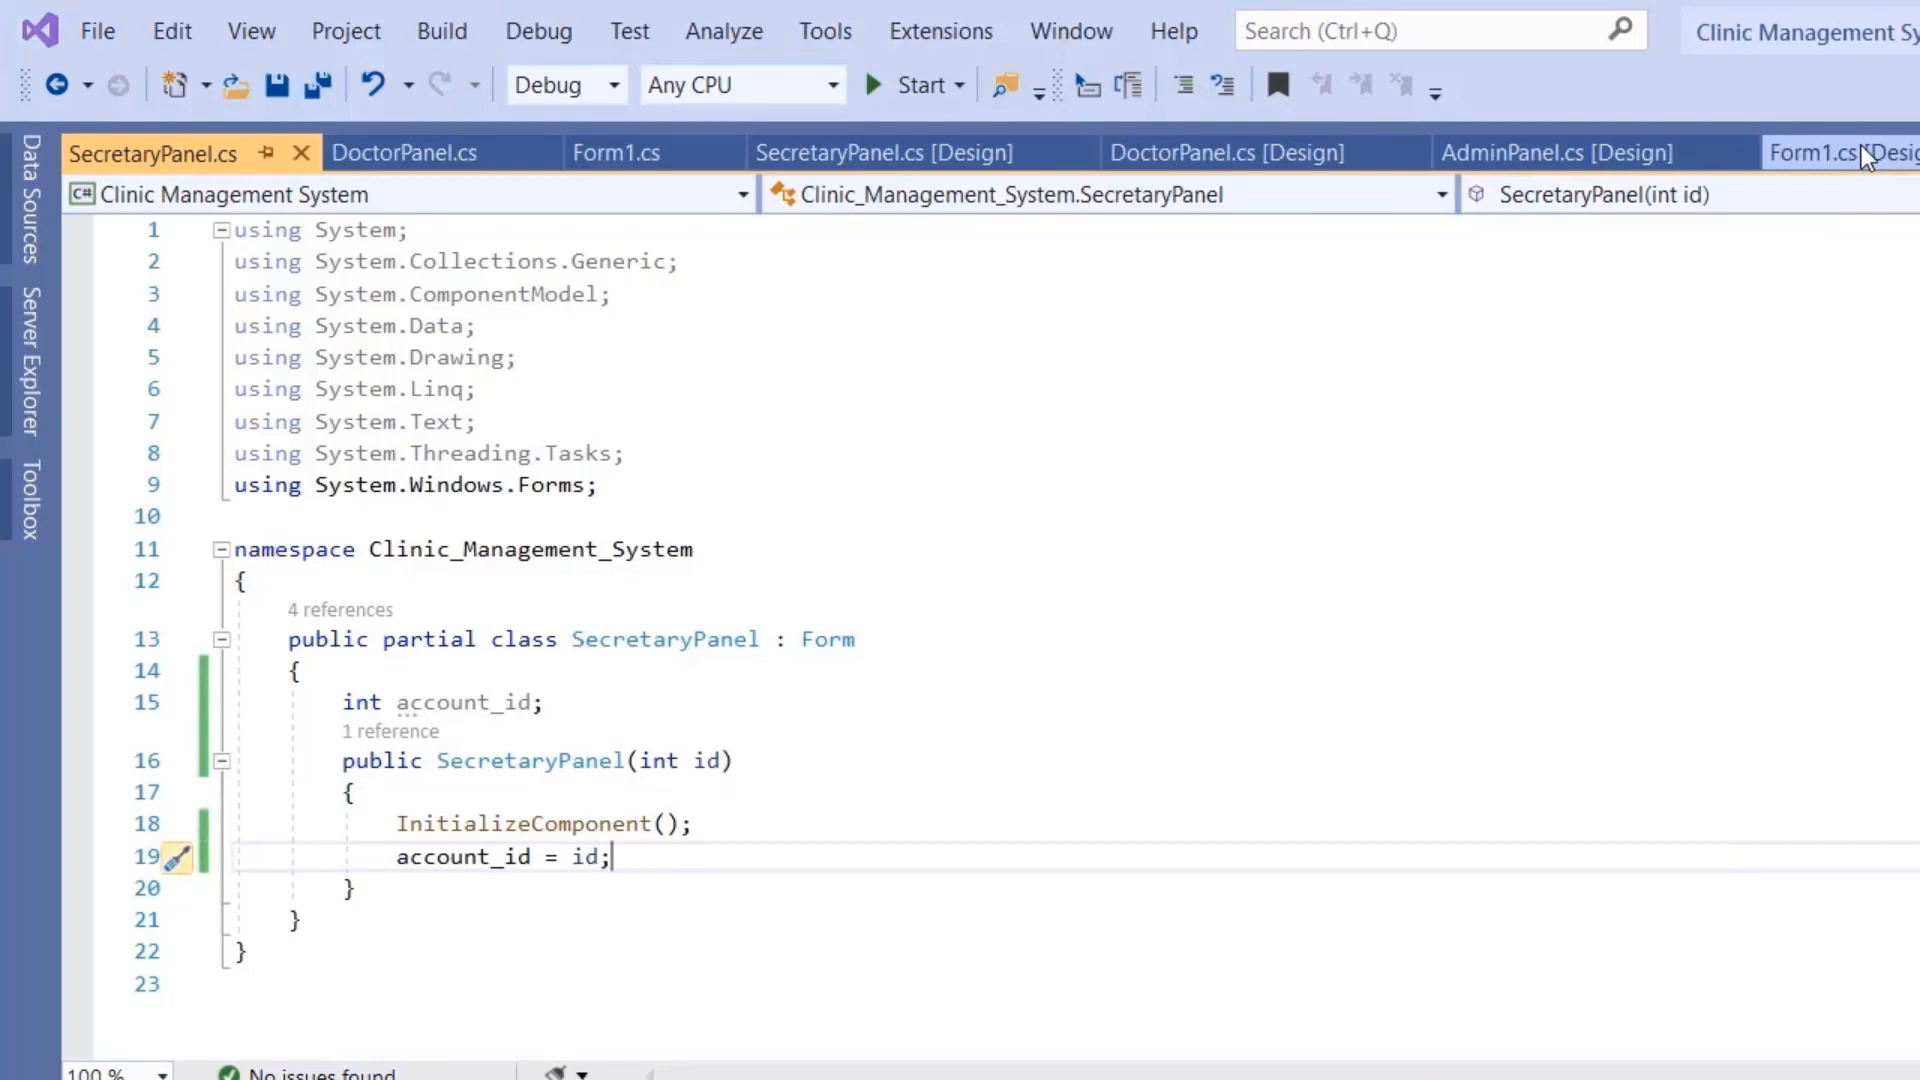 File Edit View Project Build Debug Test Analyze Tools Extensions Window Help Search (Ctrl+Q) Clinic Management Sy
Debug Any CPU Start
SecretaryPanel.cs DoctorPanel.cs Form1.cs SecretaryPanel.cs [Design] DoctorPanel.cs [Design] AdminPanel.cs [Design] Form1.cs [Desig
C# Clinic Management System Clinic_Management_System.SecretaryPanel SecretaryPanel(int id)
Data Sources
Server Explorer
Toolbox
1 using System;
2 using System.Collections.Generic;
3 using System.ComponentModel;
4 using System.Data;
5 using System.Drawing;
6 using System.Linq;
7 using System.Text;
8 using System.Threading.Tasks;
9 using System.Windows.Forms;
10
11 namespace Clinic_Management_System
12 {
4 references
13 public partial class SecretaryPanel : Form
14 {
15 int account_id;
1 reference
16 public SecretaryPanel(int id)
17 {
18 InitializeComponent();
19 account_id = id;
20 }
21 }
22 }
23
100 % No issues found